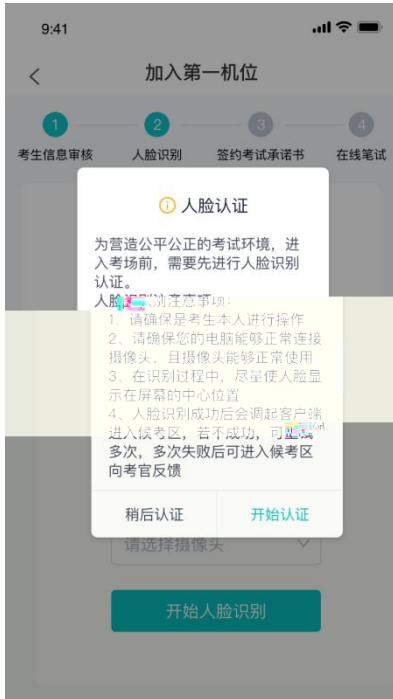 9:41
加入第一机位
1 2 3 4
考生信息审核 人脸识别 签约考试承诺书 在线笔试
人脸认证
为营造公平公正的考试环境，进
入考场前，需要先进行人脸识别
认证。
人脸识别注意事项：
1、请确保是考生本人进行操作
2、请确保您的电脑能够正常连接
摄像头，且摄像头能够正常使用
3、在识别过程中，尽量使人脸显
示在屏幕的中心位置
4、人脸识别成功后会调起客户端
进入候考区，若不成功，可
多次，多次失败后可进入候考区
向考官反馈
稍后认证 开始认证
请选择摄像头
开始人脸识别